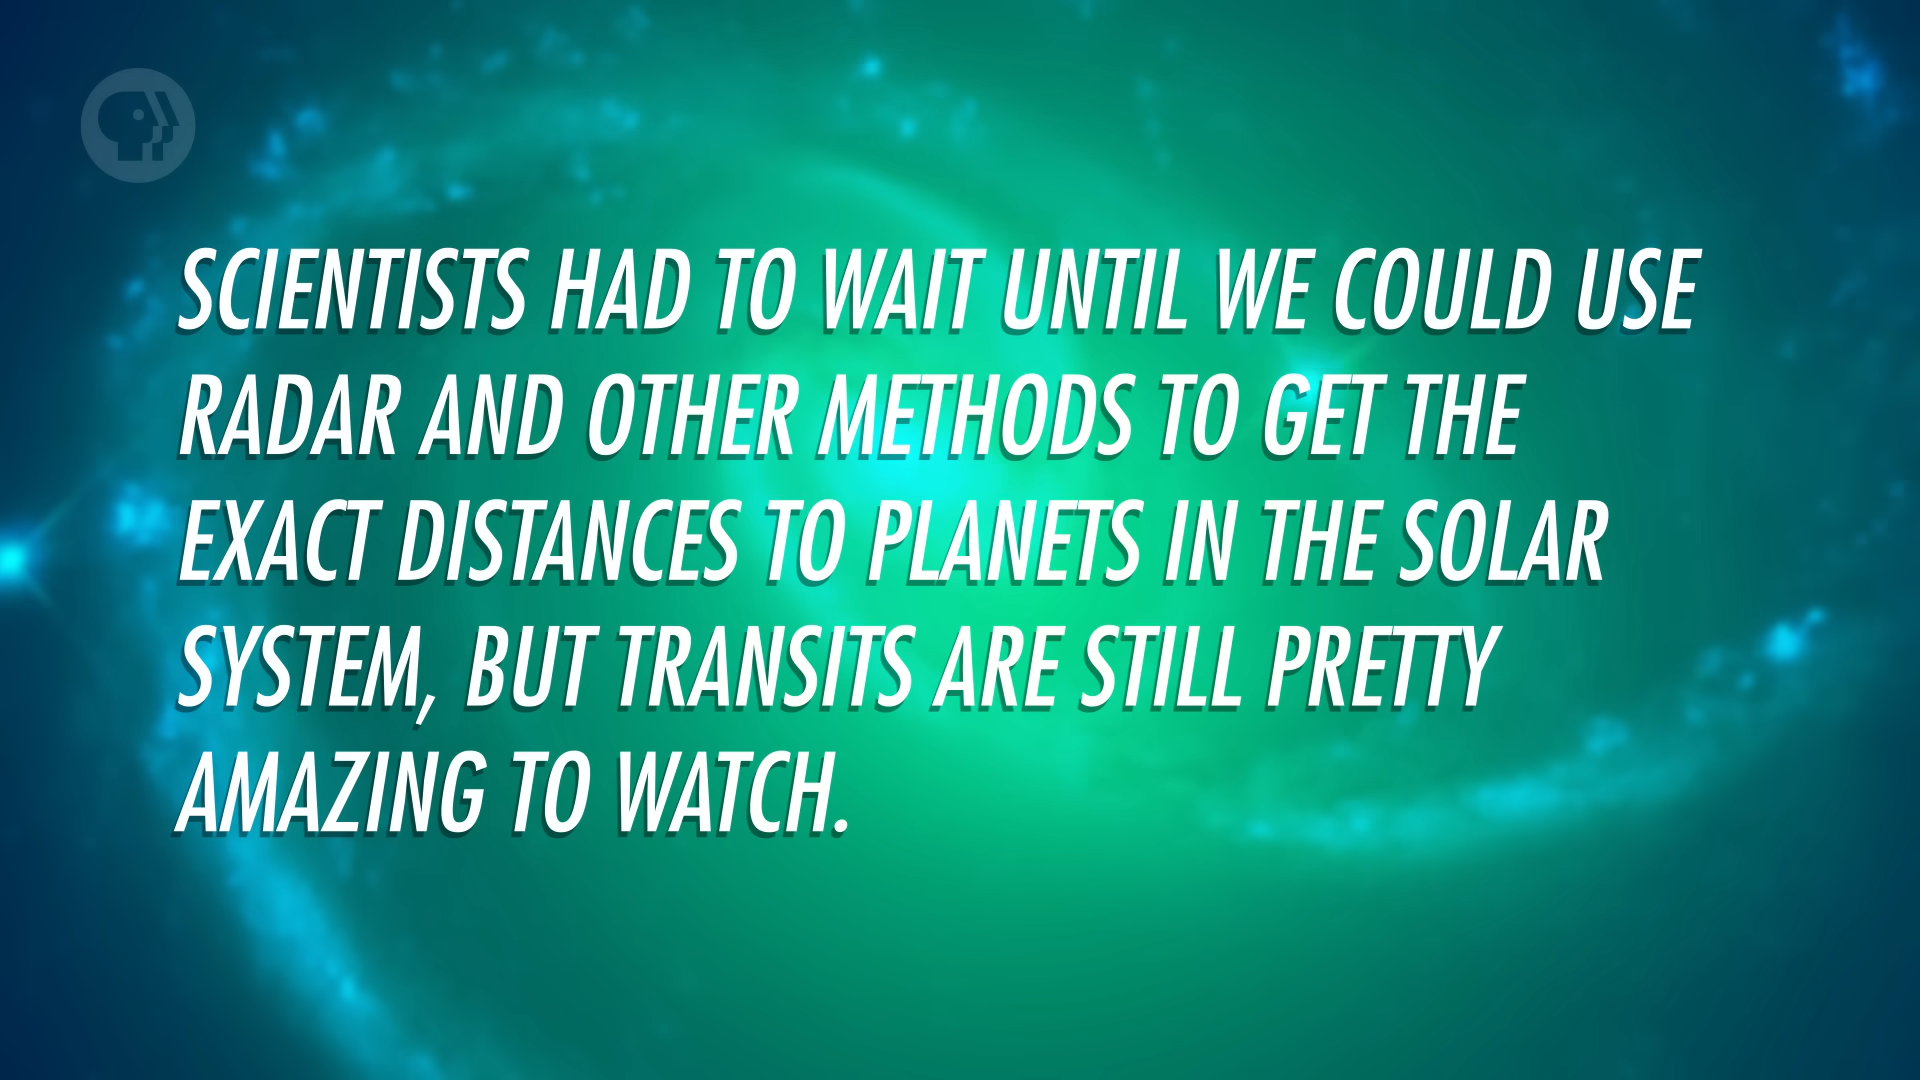 SCIENTISTS HAD TO WAIT UNTIL WE COULD USE
RADAR AND OTHER METHODS TO GET THE
EXACT DISTANCES TO PLANETS IN THE SOLAR
SYSTEM, BUT TRANSITS ARE STILL PRETTY
AMAZING TO WATCH.